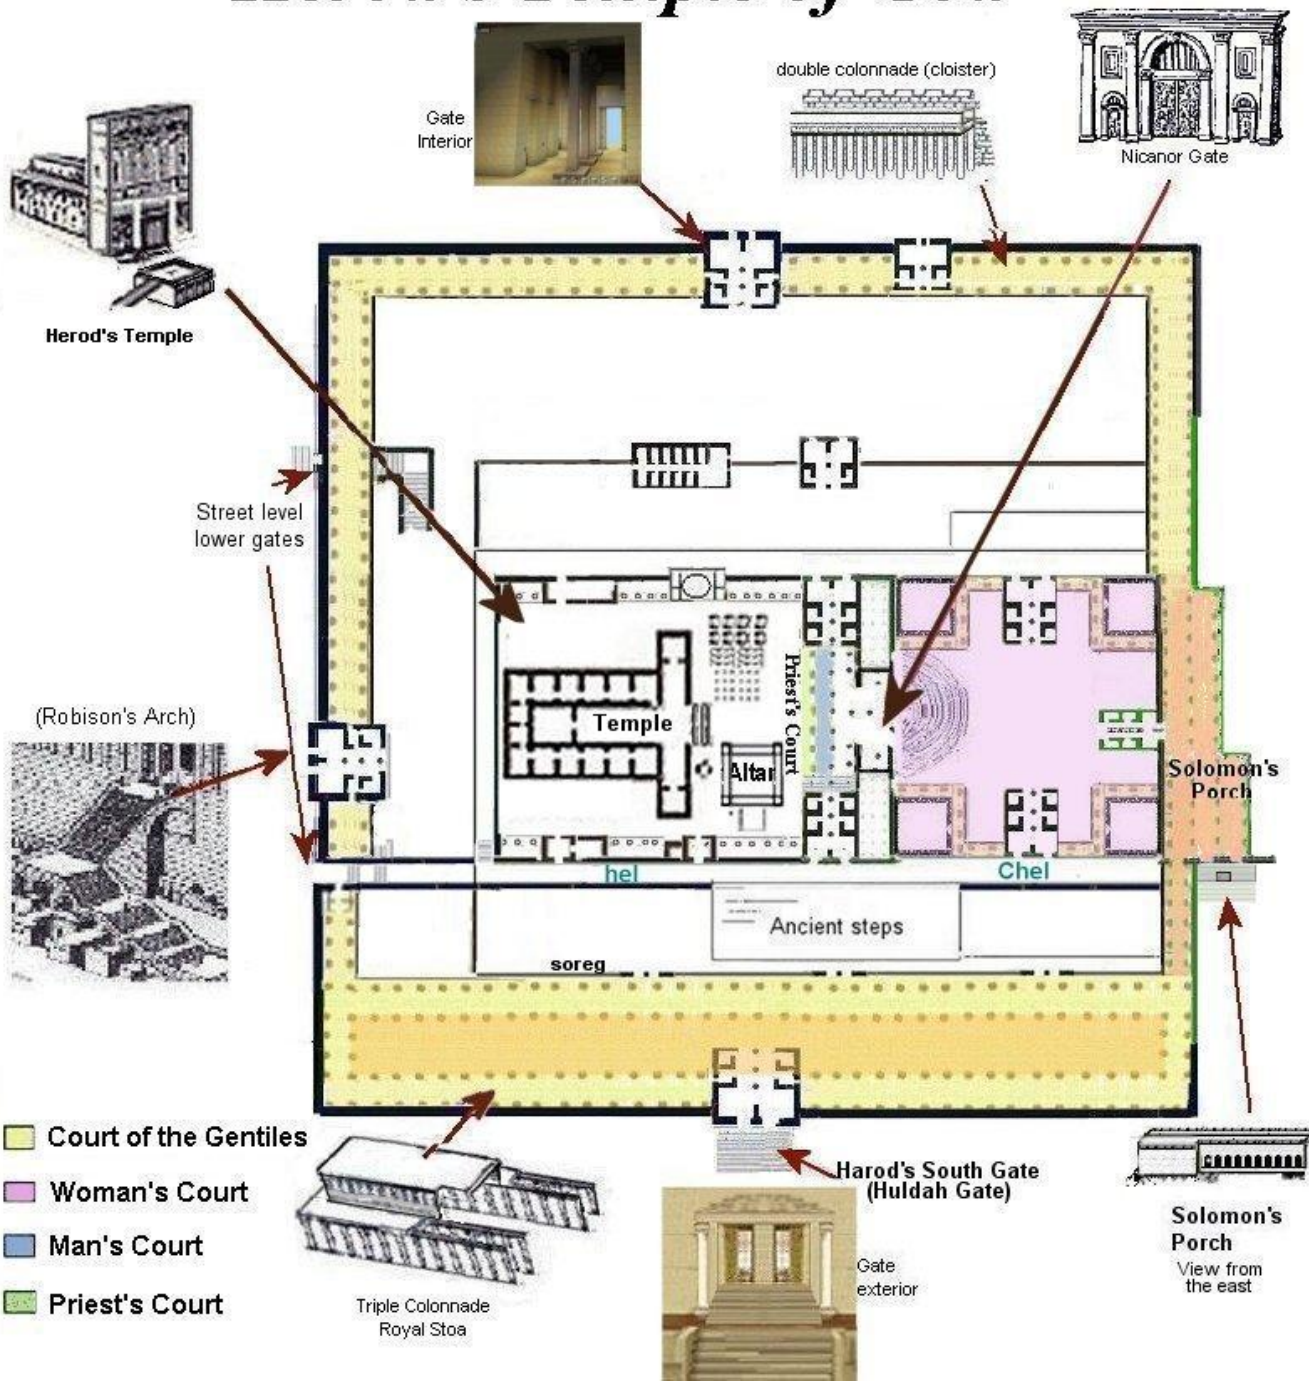 double colonnade (cloister)
Gate
Interior
Nicanor Gate
Herod's Temple
Street level
lower gates
(Robison's Arch)
Temple
Altar
Priest's Court
Solomon's
Porch
hel
Chel
Ancient steps
soreg
Court of the Gentiles
Woman's Court
Man's Court
Priest's Court
Triple Colonnade
Royal Stoa
Harod's South Gate
(Huldah Gate)
Gate
exterior
Solomon's
Porch
View from
the east